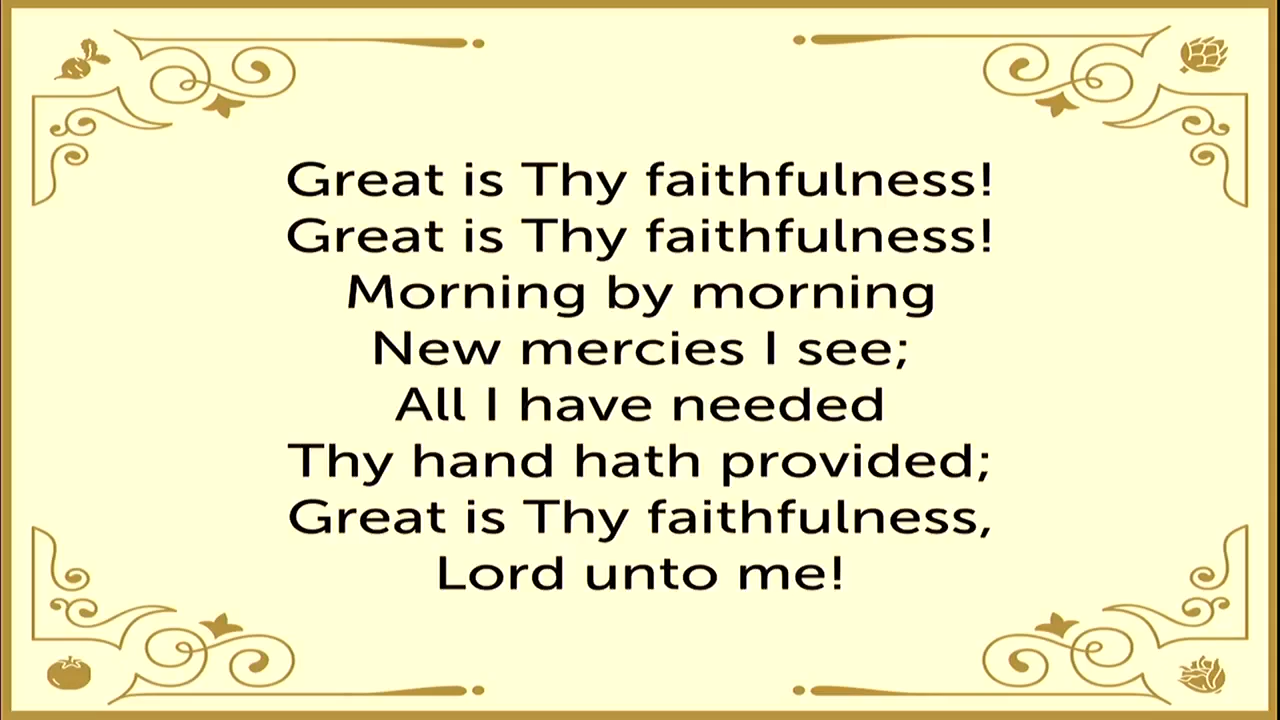 Great is Thy faithfulness!
Great is Thy faithfulness!
Morning by morning
New mercies I see;
All I have needed
Thy hand hath provided;
Great is Thy faithfulness,
Lord unto me!